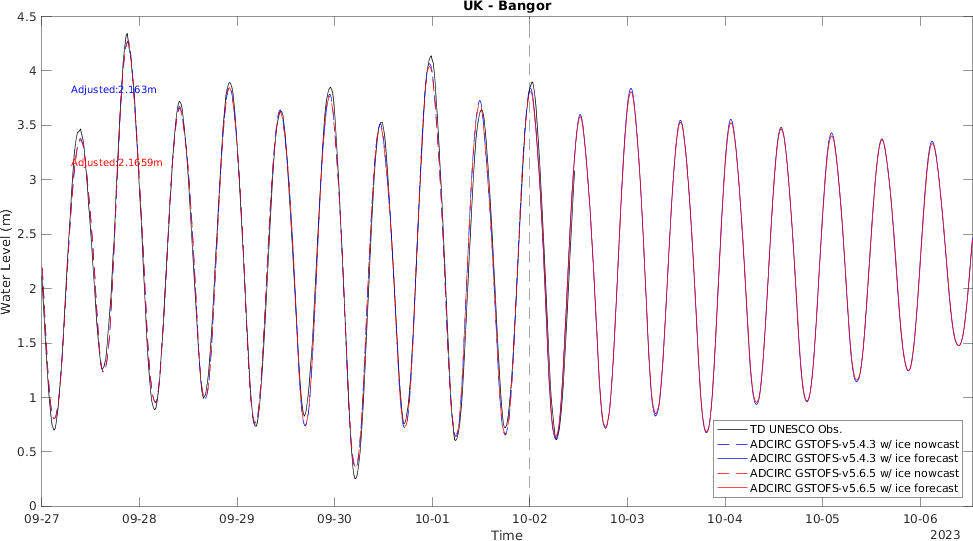 UK - Bangor
4.5
4
3.5
3
2.5
2
1.5
1
0.5
0
Water Level (m)
Adjusted:2.163m
Adjusted:2.1659m
TD UNESCO Obs.
ADCIRC GSTOFS-v5.4.3 w/ ice nowcast
ADCIRC GSTOFS-v5.4.3 w/ ice forecast
ADCIRC GSTOFS-v5.6.5 w/ ice nowcast
ADCIRC GSTOFS-v5.6.5 w/ ice forecast
09-27 09-28 09-29 09-30 10-01 10-02 10-03 10-04 10-05 10-06
Time
2023